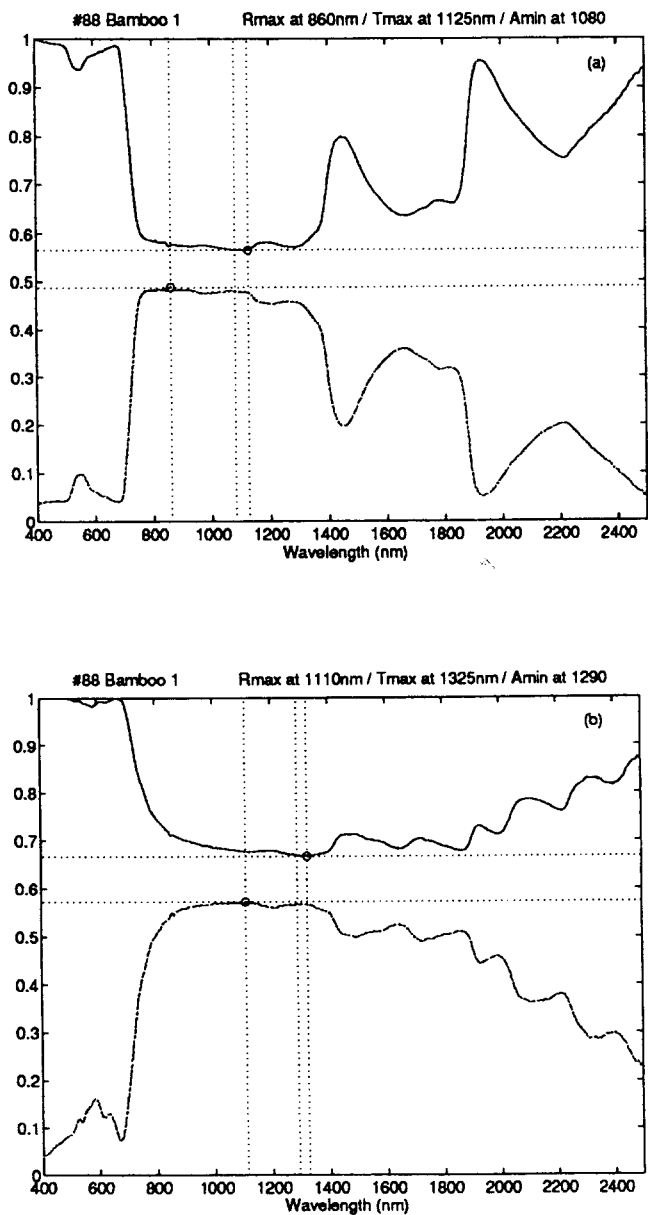 #88 Bamboo 1 Rmax at 860nm / Tmax at 1125nm / Amin at 1080
(a)
1
0.9
0.8
0.7
0.6
0.5
0.4
0.3
0.2
0.1
0
400 600 800 1000 1200 1400 1600 1800 2000 2200 2400
Wavelength (nm)
#88 Bamboo 1 Rmax at 1110nm / Tmax at 1325nm / Amin at 1290
(b)
1
0.9
0.8
0.7
0.6
0.5
0.4
0.3
0.2
0.1
0
400 600 800 1000 1200 1400 1600 1800 2000 2200 2400
Wavelength (nm)